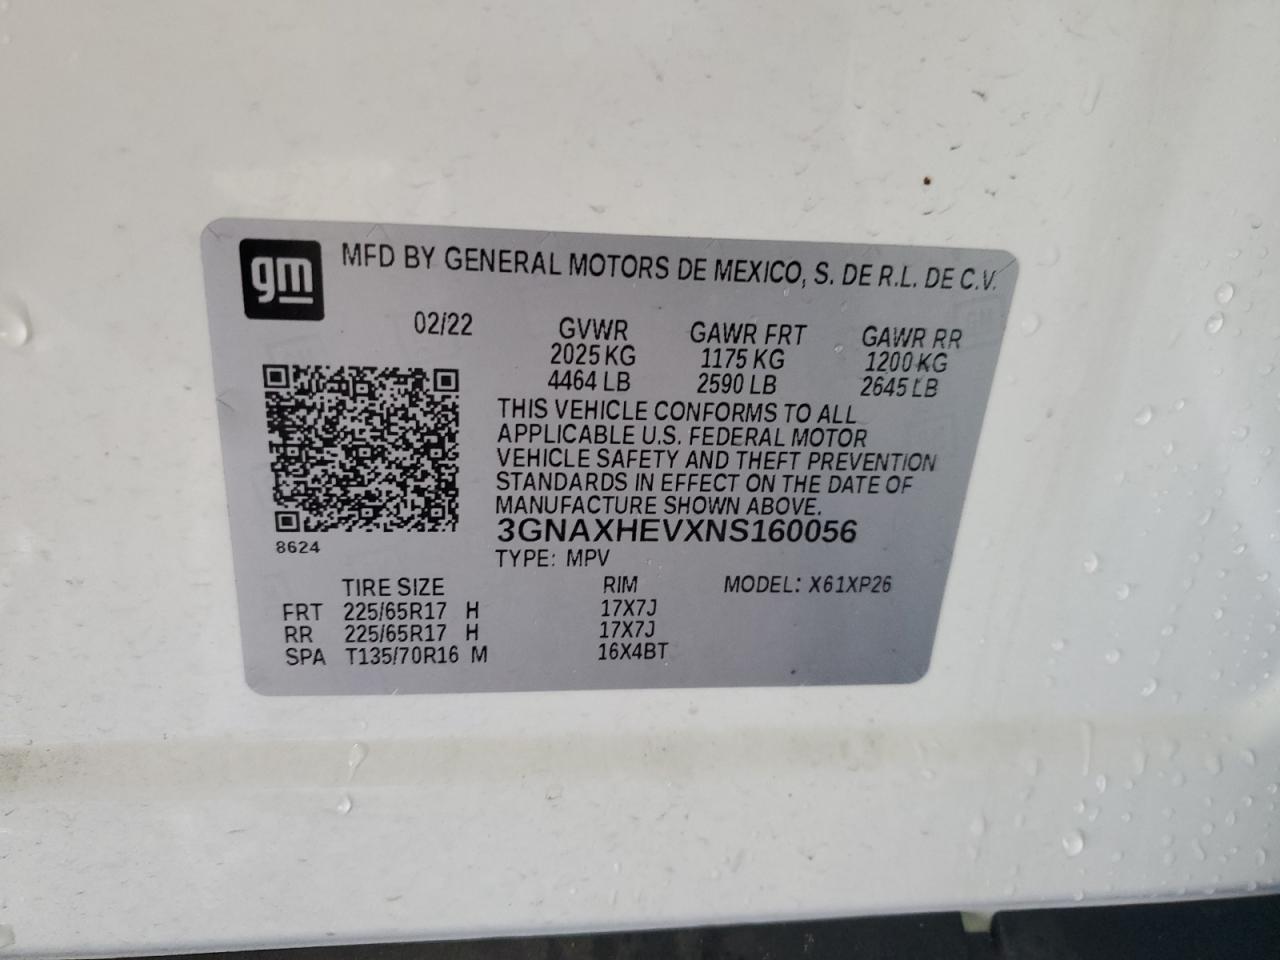 gm
MFD BY GENERAL MOTORS DE MEXICO, S. DE R.L. DE C.V.
02/22
GVWR GAWR FRT GAWR RR
2025 KG 1175 KG 1200 KG
4464 LB 2590 LB 2645 LB
THIS VEHICLE CONFORMS TO ALL
APPLICABLE U.S. FEDERAL MOTOR
VEHICLE SAFETY AND THEFT PREVENTION
STANDARDS IN EFFECT ON THE DATE OF
MANUFACTURE SHOWN ABOVE.
3GNAXHEVXNS160056
8624
TYPE: MPV
TIRE SIZE RIM MODEL: X61XP26
FRT 225/65R17 H 17X7J
RR 225/65R17 H 17X7J
SPA T135/70R16 M 16X4BT